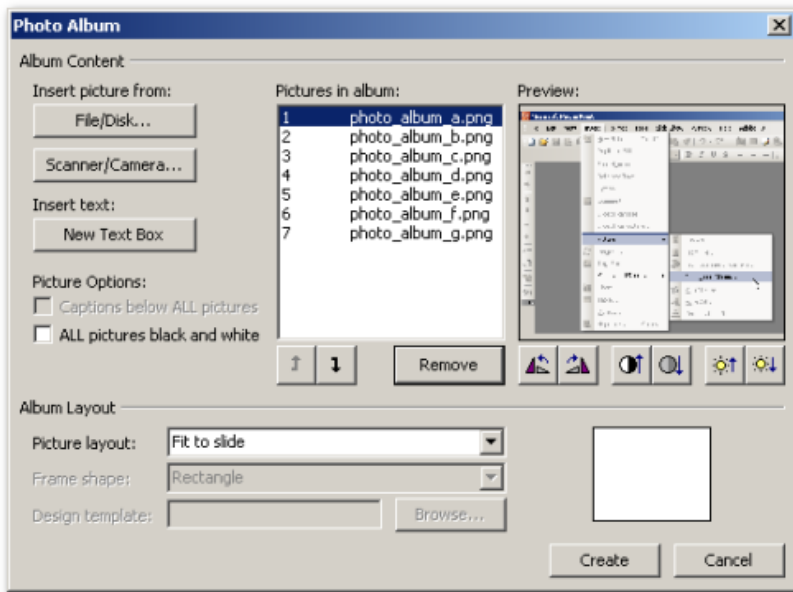 Photo Album
Album Content
Insert picture from:
File/Disk...
Scanner/Camera...
Insert text:
New Text Box
Picture Options:
Captions below ALL pictures
ALL pictures black and white
Pictures in album:
1 photo_album_a.png
2 photo_album_b.png
3 photo_album_c.png
4 photo_album_d.png
5 photo_album_e.png
6 photo_album_f.png
7 photo_album_g.png
Remove
Preview:
Album Layout
Picture layout: Fit to slide
Frame shape: Rectangle
Design template: Browse...
Create Cancel